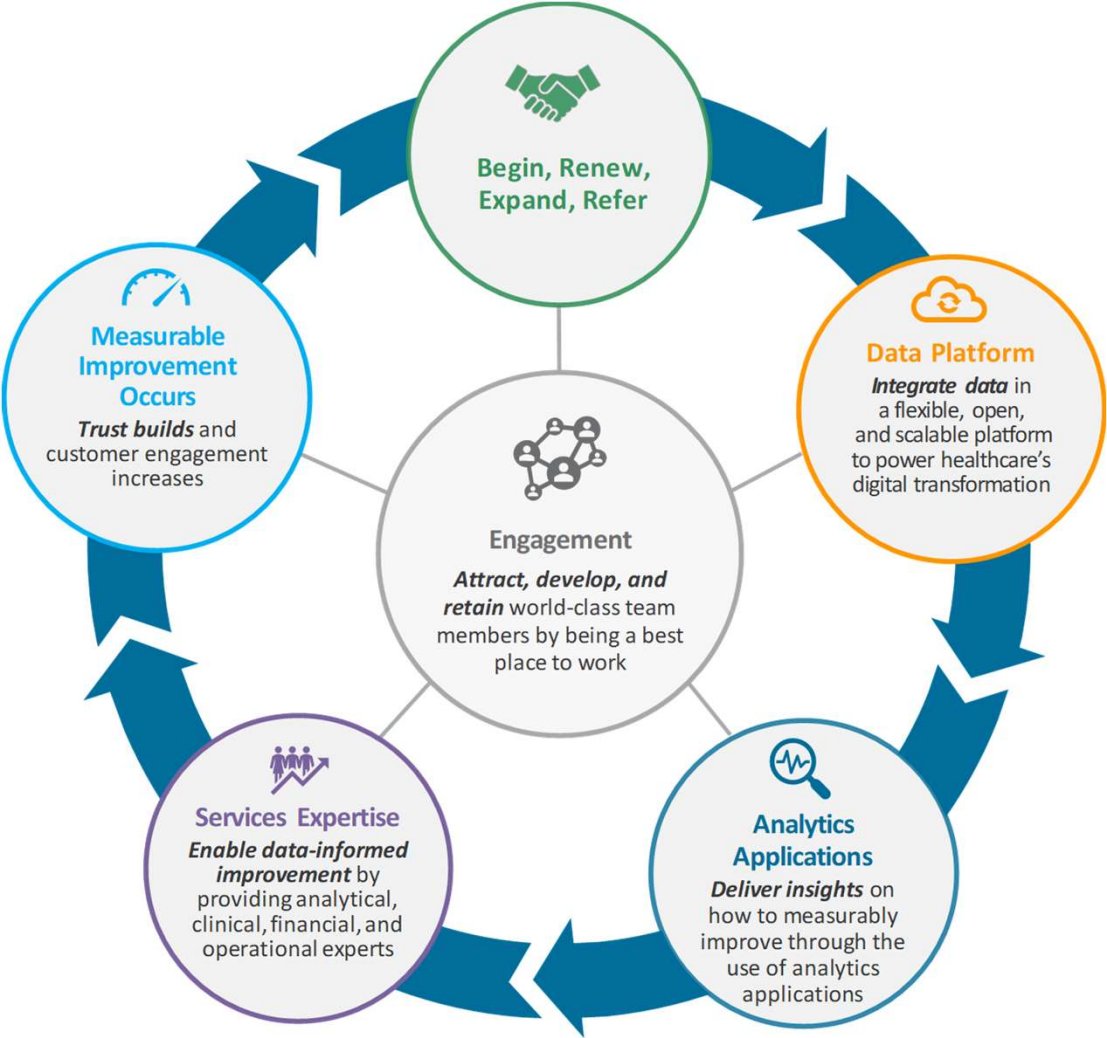 Begin, Renew,
Expand, Refer
Data Platform
Integrate data in
a flexible, open,
and scalable platform
to power healthcare's
digital transformation
Analytics
Applications
Deliver insights on
how to measurably
improve through the
use of analytics
applications
Services Expertise
Enable data-informed
improvement by
providing analytical,
clinical, financial, and
operational experts
Measurable
Improvement
Occurs
Trust builds and
customer engagement
increases
Engagement
Attract, develop, and
retain world-class team
members by being a best
place to work